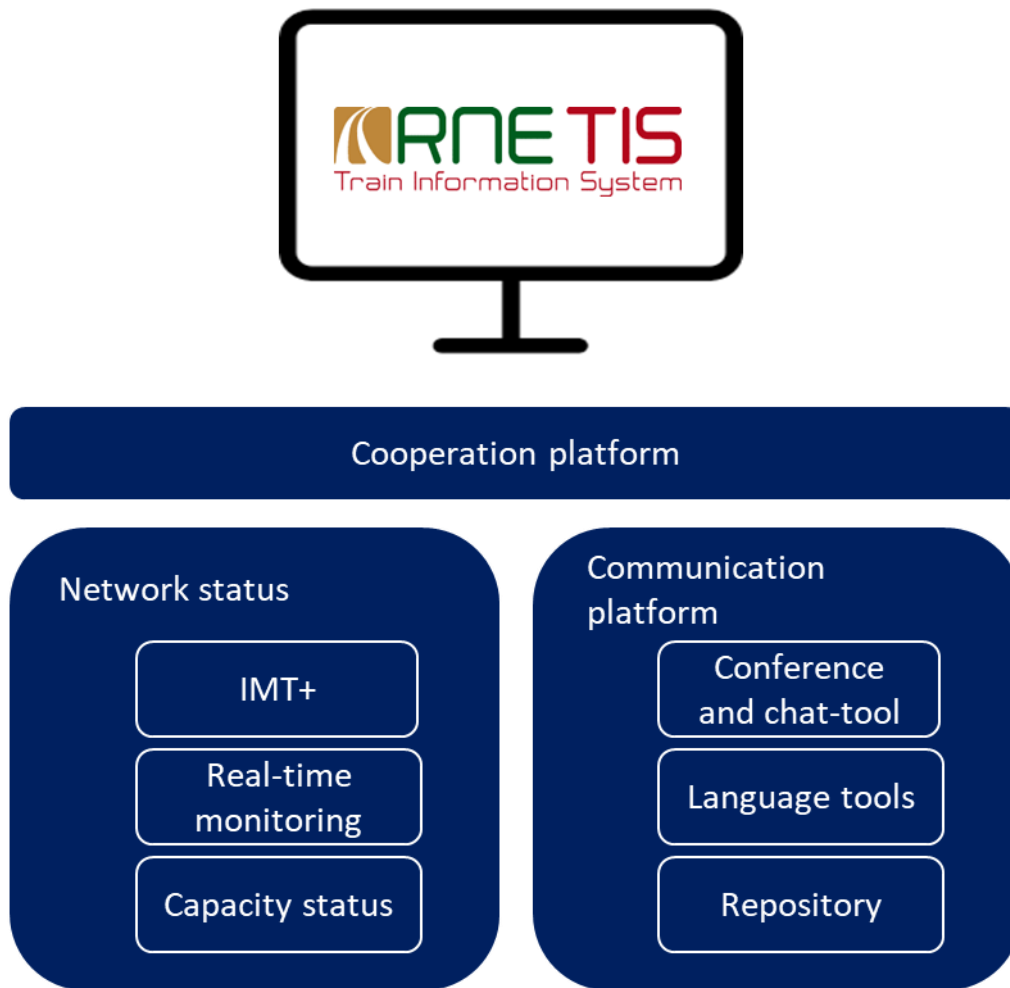 RNE TIS
Train Information System
Cooperation platform
Network status
IMT+
Real-time
monitoring
Capacity status
Communication
platform
Conference
and chat-tool
Language tools
Repository